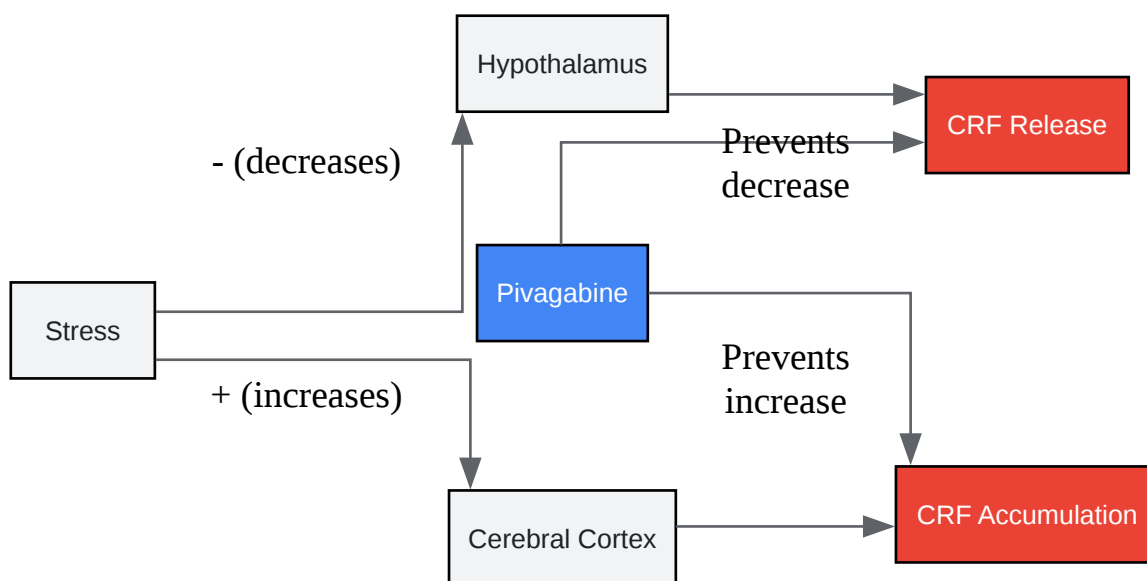 Hypothalamus
CRF Release
- (decreases)
Prevents
decrease
Pivagabine
Stress
+ (increases)
Prevents
increase
Cerebral Cortex
CRF Accumulation